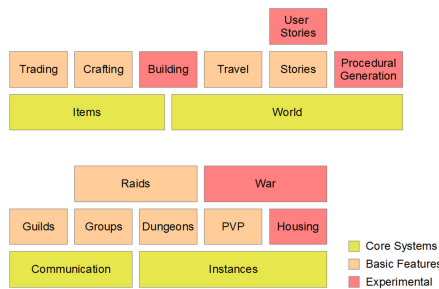 User
Stories
Trading
Crafting
Building
Travel
Stories
Procedural
Generation
Items
World
Raids
War
Guilds
Groups
Dungeons
PVP
Housing
Communication
Instances
Core Systems
Basic Features
Experimental